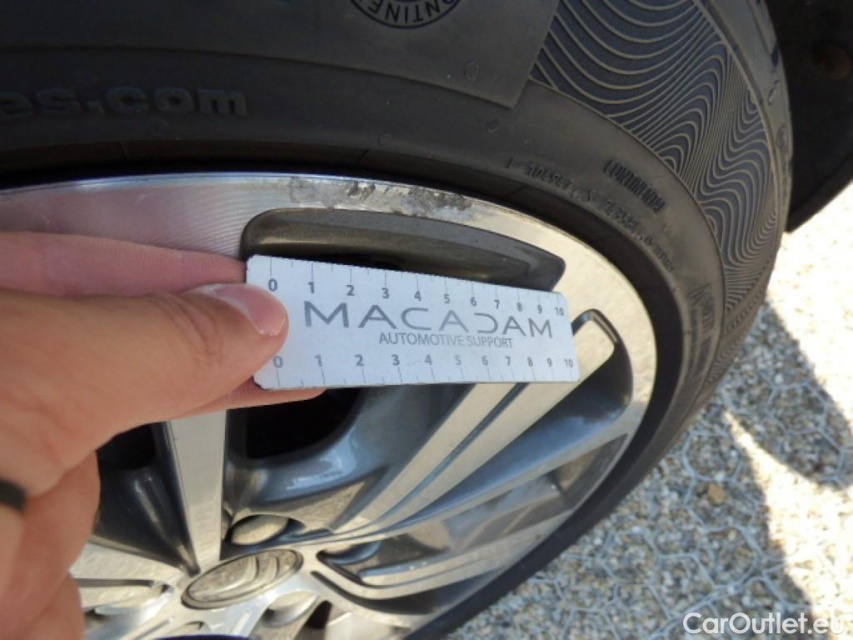 ONTINE
es.com
0 1 2 3 4 5 6 7 8 9 10
MACADAM
AUTOMOTIVE SUPPORT
0 1 2 3 4 5 6 7 8 9 10
CarOutlet.eu